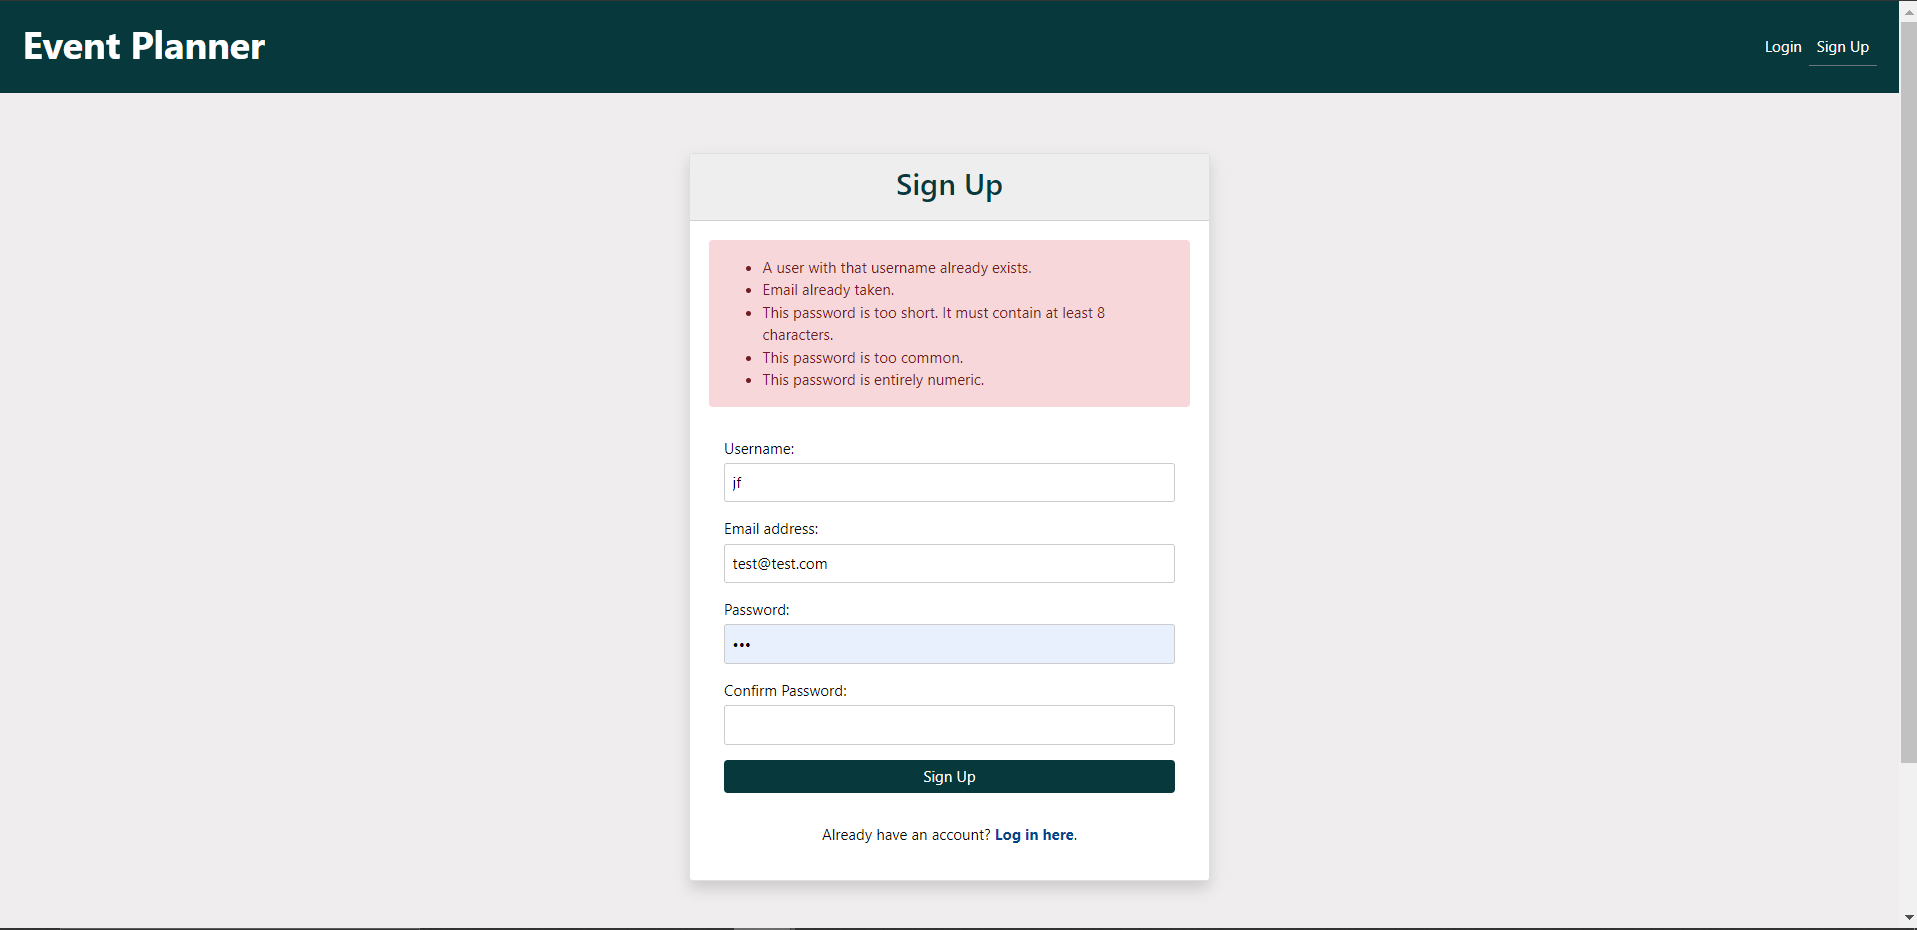 Event Planner
Login Sign Up
Sign Up
A user with that username already exists.
Email already taken.
This password is too short. It must contain at least 8
characters.
This password is too common.
This password is entirely numeric.
Username:
jf
Email address:
test@test.com
Password:
•••
Confirm Password:
Sign Up
Already have an account? Log in here.